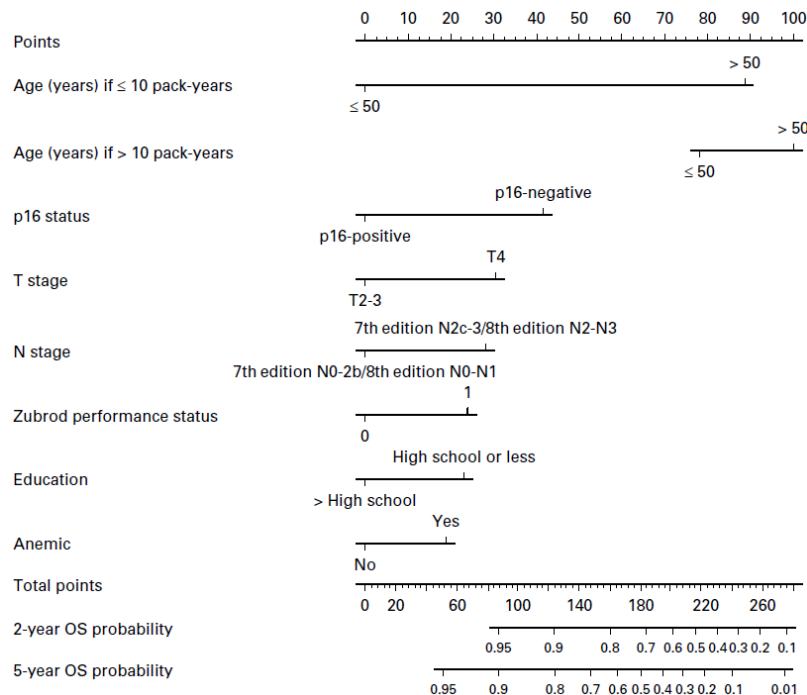 0 10 20 30 40 50 60 70 80 90 100
Points
> 50
Age (years) if ≤ 10 pack-years
≤ 50
> 50
Age (years) if > 10 pack-years
≤ 50
p16-negative
p16 status
p16-positive
T4
T stage
T2-3
7th edition N2c-3/8th edition N2-N3
N stage
7th edition N0-2b/8th edition N0-N1
1
Zubrod performance status
0
High school or less
Education
> High school
Yes
Anemic
No
Total points
0 20 60 100 140 180 220 260
2-year OS probability
0.95 0.9 0.8 0.7 0.6 0.5 0.4 0.3 0.2 0.1
5-year OS probability
0.95 0.9 0.8 0.7 0.6 0.5 0.4 0.3 0.2 0.1 0.01